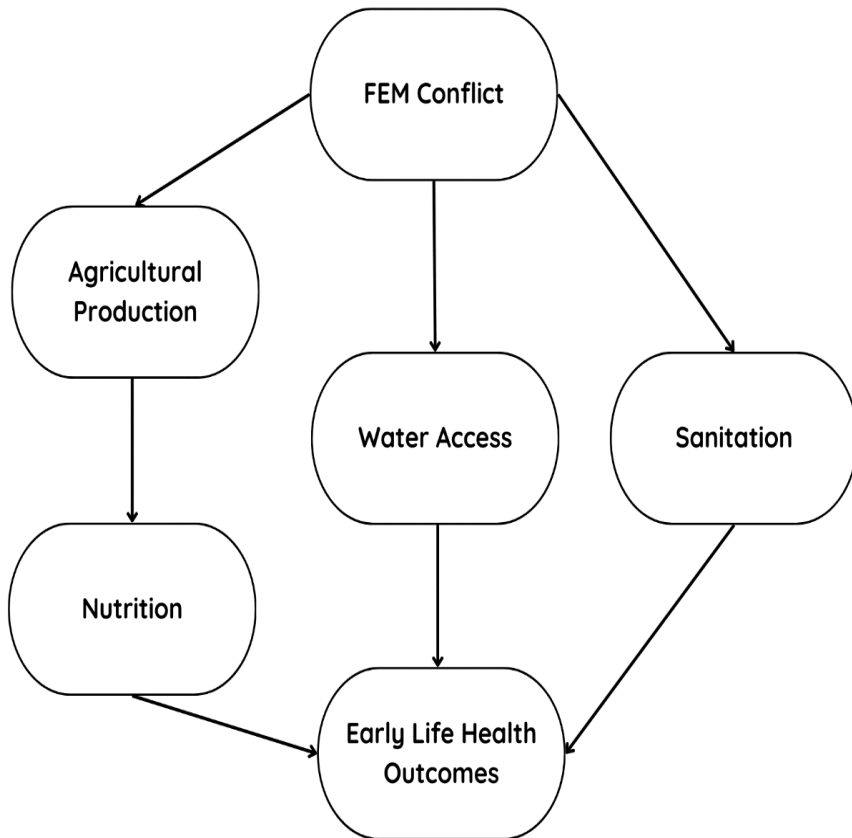 FEM Conflict
Agricultural
Production
Water Access
Sanitation
Nutrition
Early Life Health
Outcomes